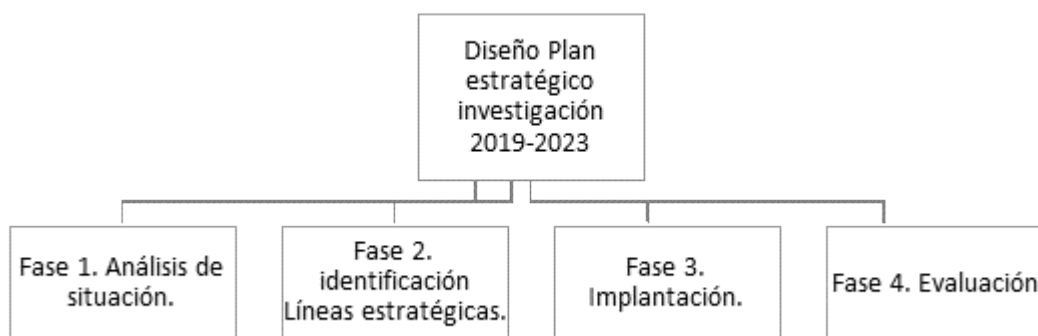 Diseño Plan
estratégico
investigación
2019-2023
Fase 1. Análisis de
situación.
Fase 2.
identificación
Líneas estratégicas.
Fase 3.
Implantación.
Fase 4. Evaluación